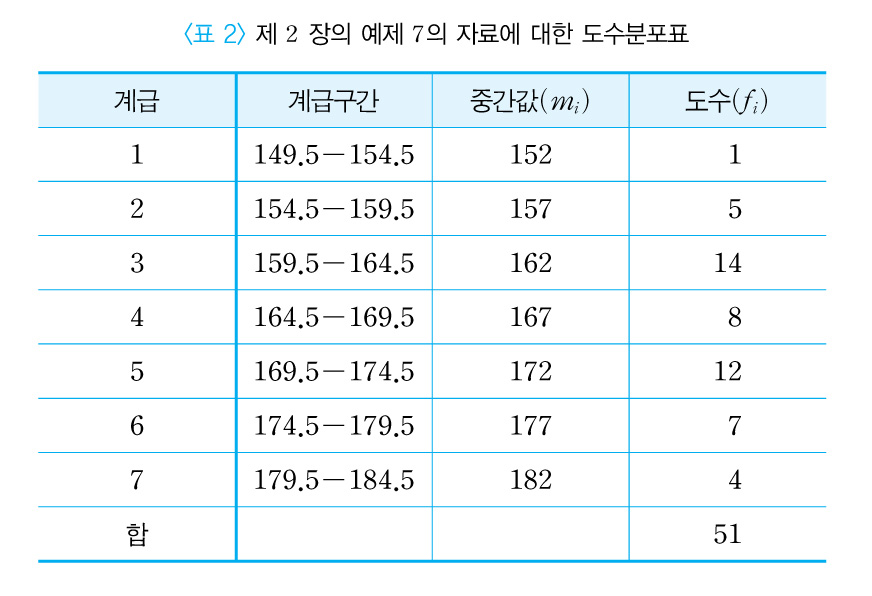 〈표 2〉 제 2 장의 예제 7의 자료에 대한 도수분포표
계급 계급구간 중간값(mᵢ) 도수(fᵢ)
1 149.5-154.5 152 1
2 154.5-159.5 157 5
3 159.5-164.5 162 14
4 164.5-169.5 167 8
5 169.5-174.5 172 12
6 174.5-179.5 177 7
7 179.5-184.5 182 4
합 51